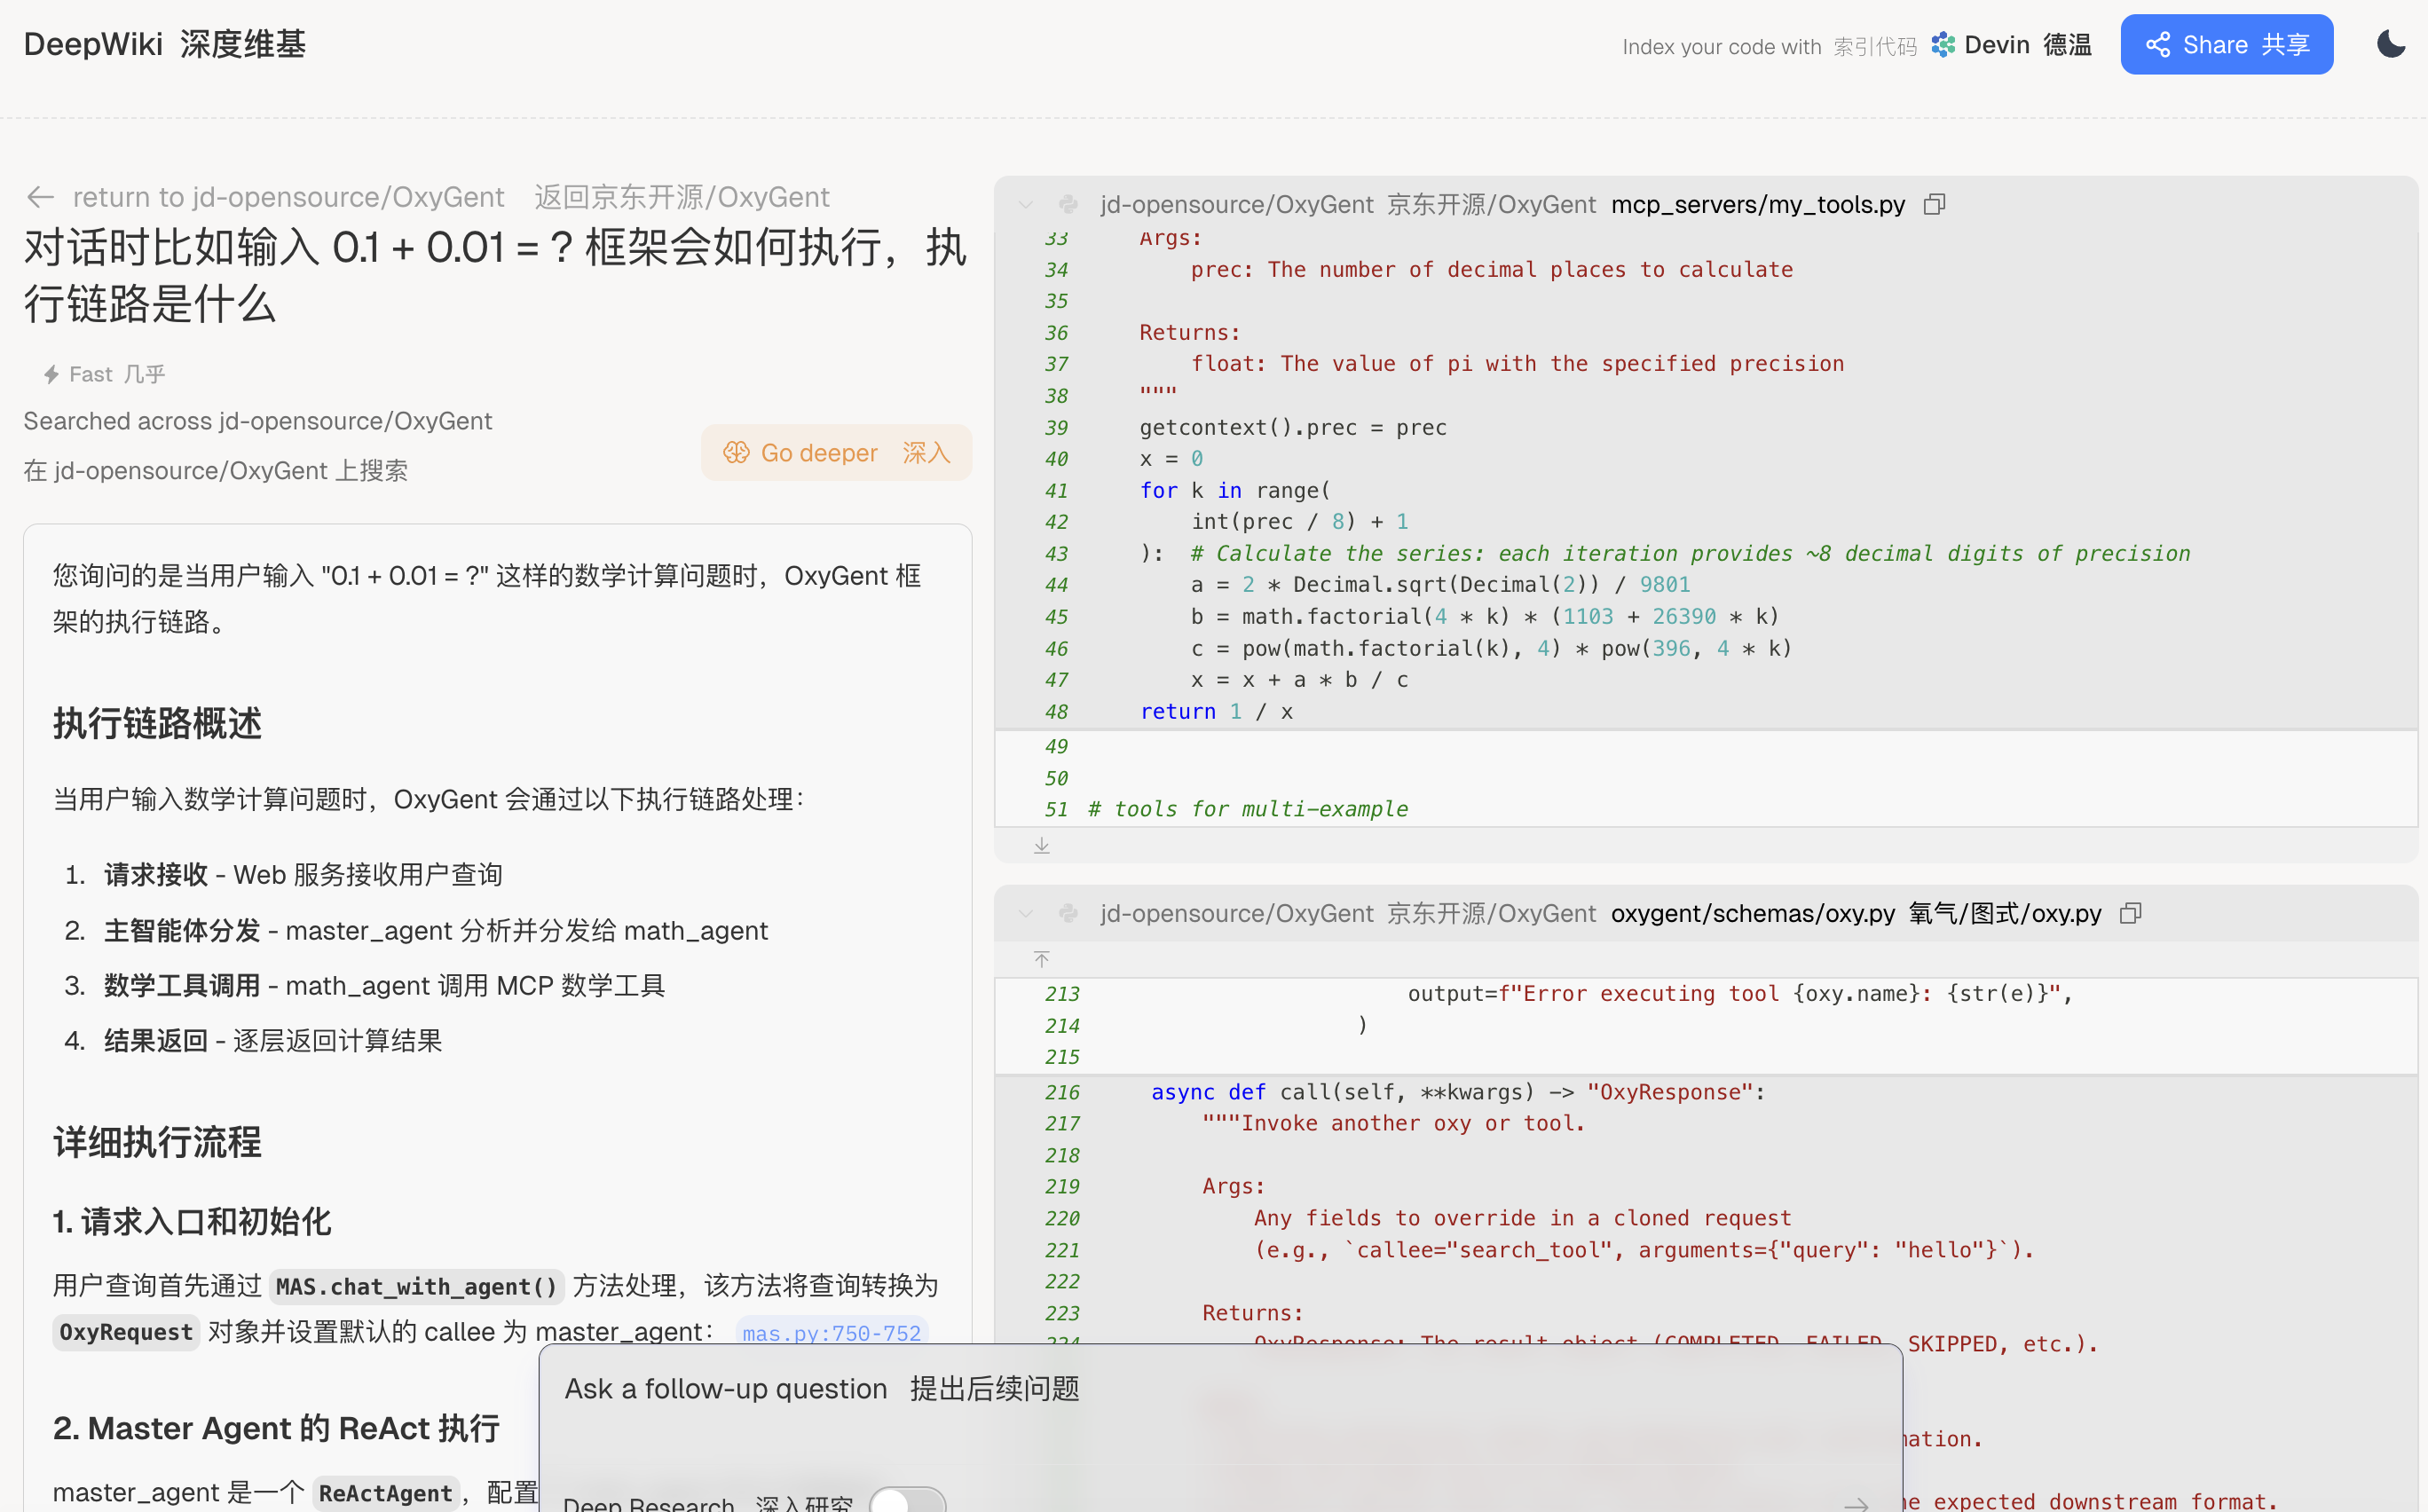 DeepWiki 深度维基
Index your code with 索引代码 Devin 德温
Share 共享
return to jd-opensource/OxyGent 返回京东开源/OxyGent
对话时比如输入 0.1 + 0.01 = ? 框架会如何执行，执
行链路是什么
Fast 几乎
Searched across jd-opensource/OxyGent
在 jd-opensource/OxyGent 上搜索
Go deeper 深入
您询问的是当用户输入 "0.1 + 0.01 = ?" 这样的数学计算问题时，OxyGent 框
架的执行链路。
执行链路概述
当用户输入数学计算问题时，OxyGent 会通过以下执行链路处理：
1. 请求接收 - Web 服务接收用户查询
2. 主智能体分发 - master_agent 分析并分发给 math_agent
3. 数学工具调用 - math_agent 调用 MCP 数学工具
4. 结果返回 - 逐层返回计算结果
详细执行流程
1. 请求入口和初始化
用户查询首先通过 MAS.chat_with_agent() 方法处理，该方法将查询转换为
OxyRequest 对象并设置默认的 callee 为 master_agent： mas.py:750-752
2. Master Agent 的 ReAct 执行
master_agent 是一个 ReActAgent，配置
jd-opensource/OxyGent 京东开源/OxyGent mcp_servers/my_tools.py
33 Args:
34 prec: The number of decimal places to calculate
35
36 Returns:
37 float: The value of pi with the specified precision
38 """
39 getcontext().prec = prec
40 x = 0
41 for k in range(
42 int(prec / 8) + 1
43 ): # Calculate the series: each iteration provides ~8 decimal digits of precision
44 a = 2 * Decimal.sqrt(Decimal(2)) / 9801
45 b = math.factorial(4 * k) * (1103 + 26390 * k)
46 c = pow(math.factorial(k), 4) * pow(396, 4 * k)
47 x = x + a * b / c
48 return 1 / x
49
50
51 # tools for multi-example
jd-opensource/OxyGent 京东开源/OxyGent oxygent/schemas/oxy.py 氧气/图式/oxy.py
213 output=f"Error executing tool {oxy.name}: {str(e)}",
214 )
215
216 async def call(self, **kwargs) -> "OxyResponse":
217 """Invoke another oxy or tool.
218
219 Args:
220 Any fields to override in a cloned request
221 (e.g., `callee="search_tool", arguments={"query": "hello"}`).
222
223 Returns:
224 OxyResponse: The result object (COMPLETED, FAILED, SKIPPED, etc.).
mation.
he expected downstream format.
Ask a follow-up question 提出后续问题
Deep Research 深入研究